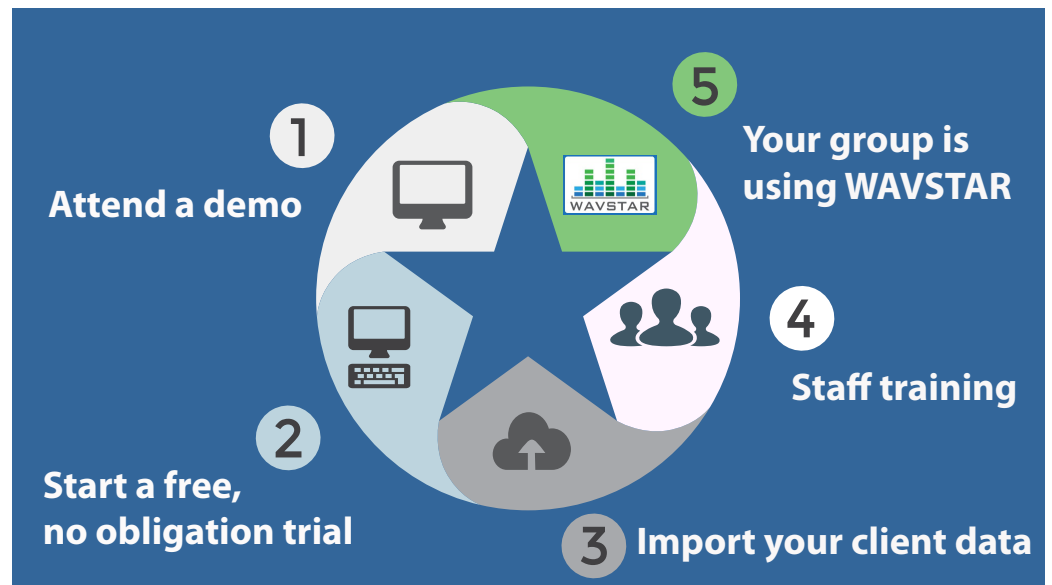 1
Attend a demo
2
Start a free,
no obligation trial
3
Import your client data
4
Staff training
5
Your group is
using WAVSTAR
WAVSTAR